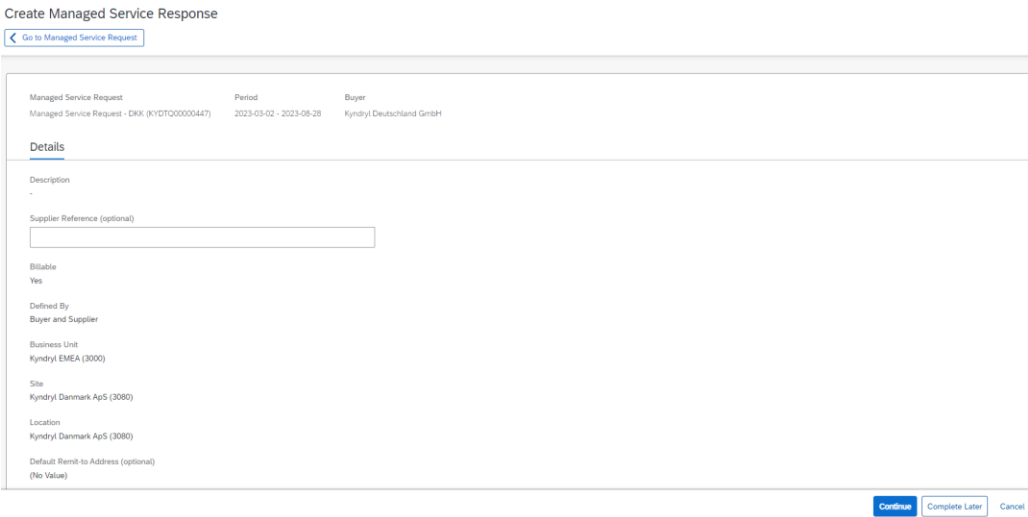 Create Managed Service Response
Go to Managed Service Request
Managed Service Request Period Buyer
Managed Service Request - DKK (KYDTQ00000447) 2023-03-02 - 2023-08-28 Kyndryl Deutschland GmbH
Details
Description
-
Supplier Reference (optional)
Billable
Yes
Defined By
Buyer and Supplier
Business Unit
Kyndryl EMEA (3000)
Site
Kyndryl Danmark ApS (3080)
Location
Kyndryl Danmark ApS (3080)
Default Remit-to Address (optional)
(No Value)
Continue Complete Later Cancel